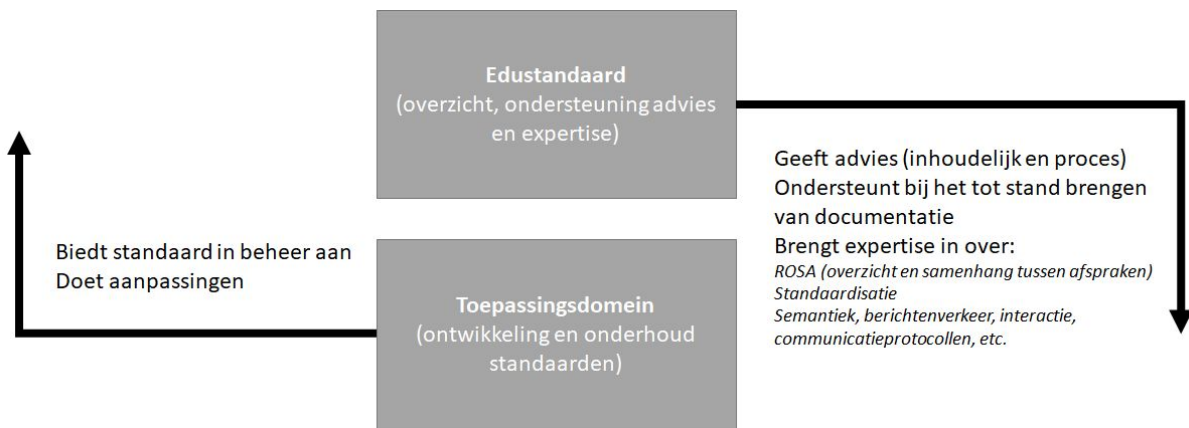 Edustandaard
(overzicht, ondersteuning advies
en expertise)
Geeft advies (inhoudelijk en proces)
Ondersteunt bij het tot stand brengen
van documentatie
Brengt expertise in over:
ROSA (overzicht en samenhang tussen afspraken)
Standaardisatie
Semantiek, berichtenverkeer, interactie,
communicatieprotocollen, etc.
Biedt standaard in beheer aan
Doet aanpassingen
Toepassingsdomein
(ontwikkeling en onderhoud
standaarden)